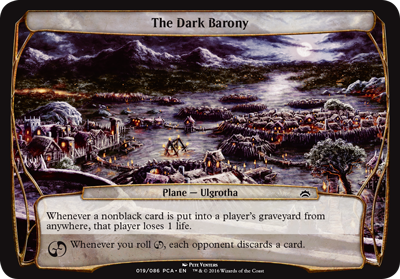 The Dark Barony
Plane — Ulgrotha
Whenever a nonblack card is put into a player's graveyard from
anywhere, that player loses 1 life.
Whenever you roll , each opponent discards a card.
Pete Venters
019/086 PCA • EN ™ & © 2016 Wizards of the Coast